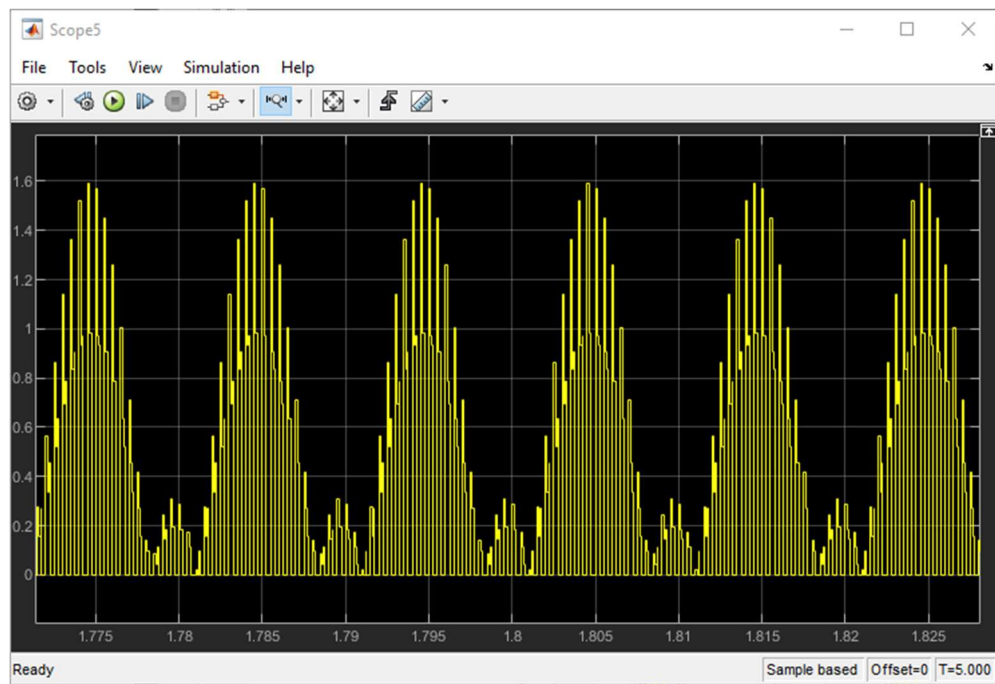 Scope5
File Tools View Simulation Help
1.6
1.4
1.2
1
0.8
0.6
0.4
0.2
0
1.775 1.78 1.785 1.79 1.795 1.8 1.805 1.81 1.815 1.82 1.825
Ready Sample based Offset=0 T=5.000